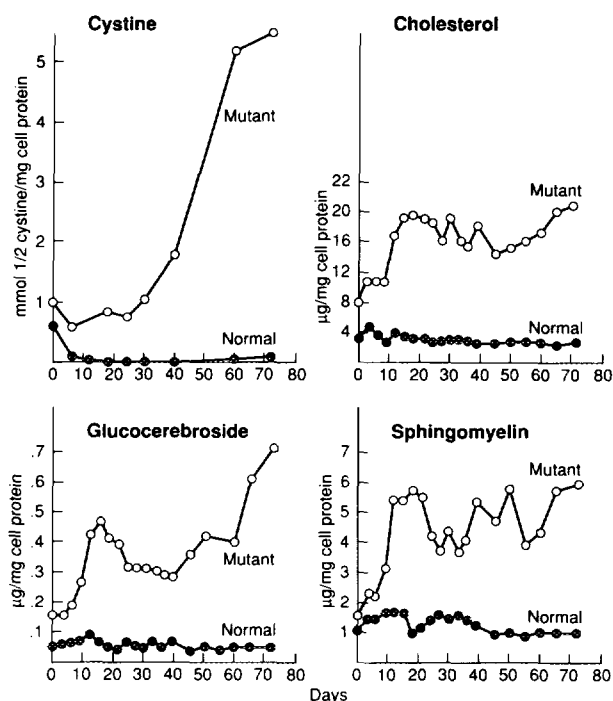 Cystine
mmol 1/2 cystine/mg cell protein
5
4
3
2
1
Mutant
Normal
0 10 20 30 40 50 60 70 80
Cholesterol
µg/mg cell protein
22
20
16
12
8
4
Mutant
Normal
0 10 20 30 40 50 60 70 80
Glucocerebroside
µg/mg cell protein
.7
.6
.5
.4
.3
.2
.1
Mutant
Normal
0 10 20 30 40 50 60 70 80
Sphingomyelin
µg/mg cell protein
7
6
5
4
3
2
1
Mutant
Normal
0 10 20 30 40 50 60 70 80
Days